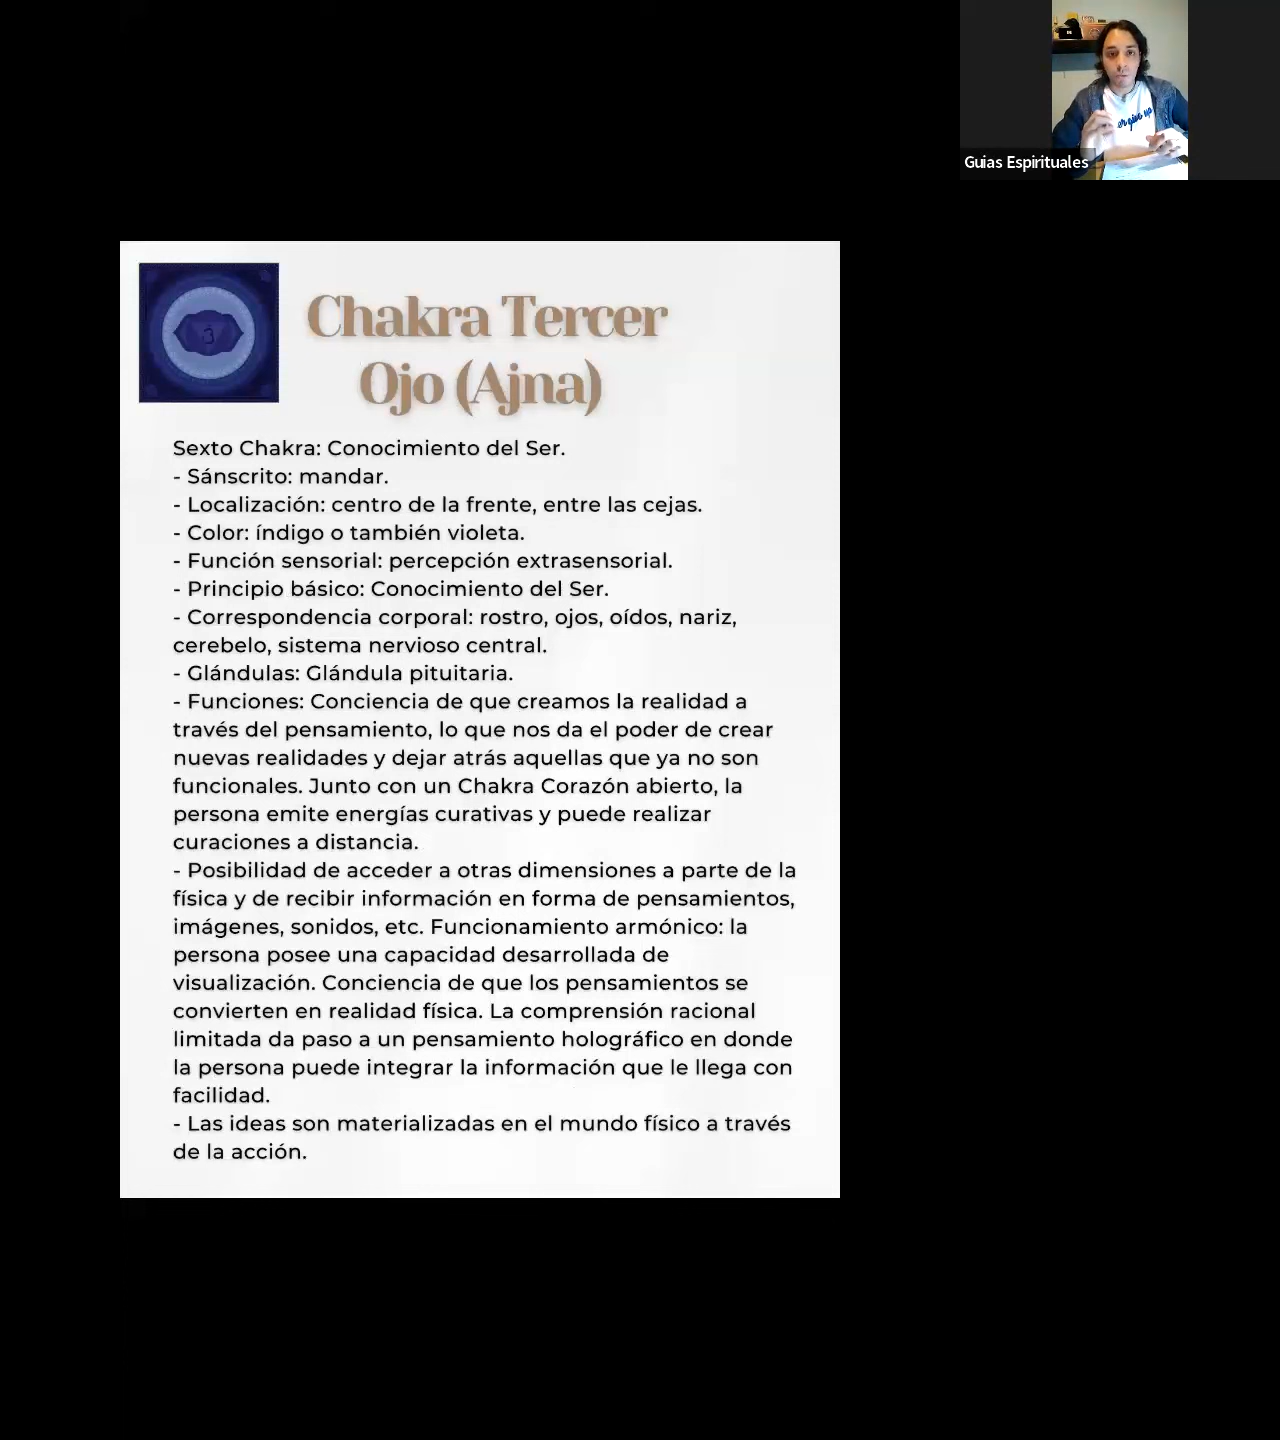 Guias Espirituales
Chakra Tercer
Ojo (Ajna)
Sexto Chakra: Conocimiento del Ser.
- Sánscrito: mandar.
- Localización: centro de la frente, entre las cejas.
- Color: índigo o también violeta.
- Función sensorial: percepción extrasensorial.
- Principio básico: Conocimiento del Ser.
- Correspondencia corporal: rostro, ojos, oídos, nariz,
cerebelo, sistema nervioso central.
- Glándulas: Glándula pituitaria.
- Funciones: Conciencia de que creamos la realidad a
través del pensamiento, lo que nos da el poder de crear
nuevas realidades y dejar atrás aquellas que ya no son
funcionales. Junto con un Chakra Corazón abierto, la
persona emite energías curativas y puede realizar
curaciones a distancia.
- Posibilidad de acceder a otras dimensiones a parte de la
física y de recibir información en forma de pensamientos,
imágenes, sonidos, etc. Funcionamiento armónico: la
persona posee una capacidad desarrollada de
visualización. Conciencia de que los pensamientos se
convierten en realidad física. La comprensión racional
limitada da paso a un pensamiento holográfico en donde
la persona puede integrar la información que le llega con
facilidad.
- Las ideas son materializadas en el mundo físico a través
de la acción.